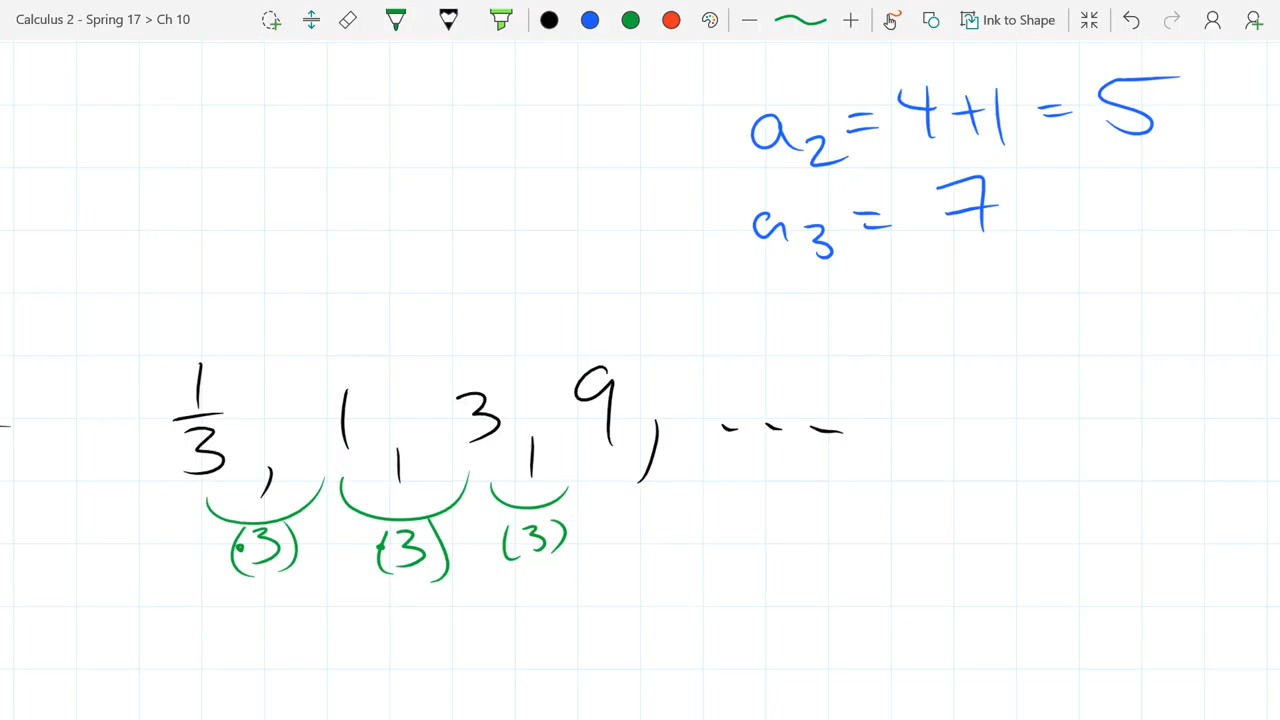 Calculus 2 - Spring 17 > Ch 10
Ink to Shape
a₂ = 4+1 = 5
a₃ = 7
1/3, 1, 3, 9, ---
(·3) (·3) (3)